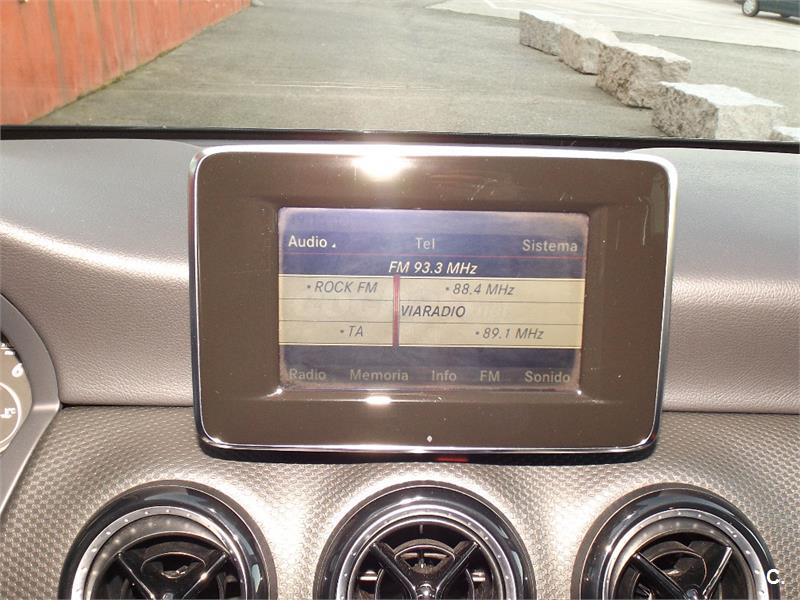 Audio Tel Sistema
FM 93.3 MHz
• ROCK FM • 88.4 MHz
VIARADIO
• TA • 89.1 MHz
Radio Memoria Info FM Sonido
6
°C
C.